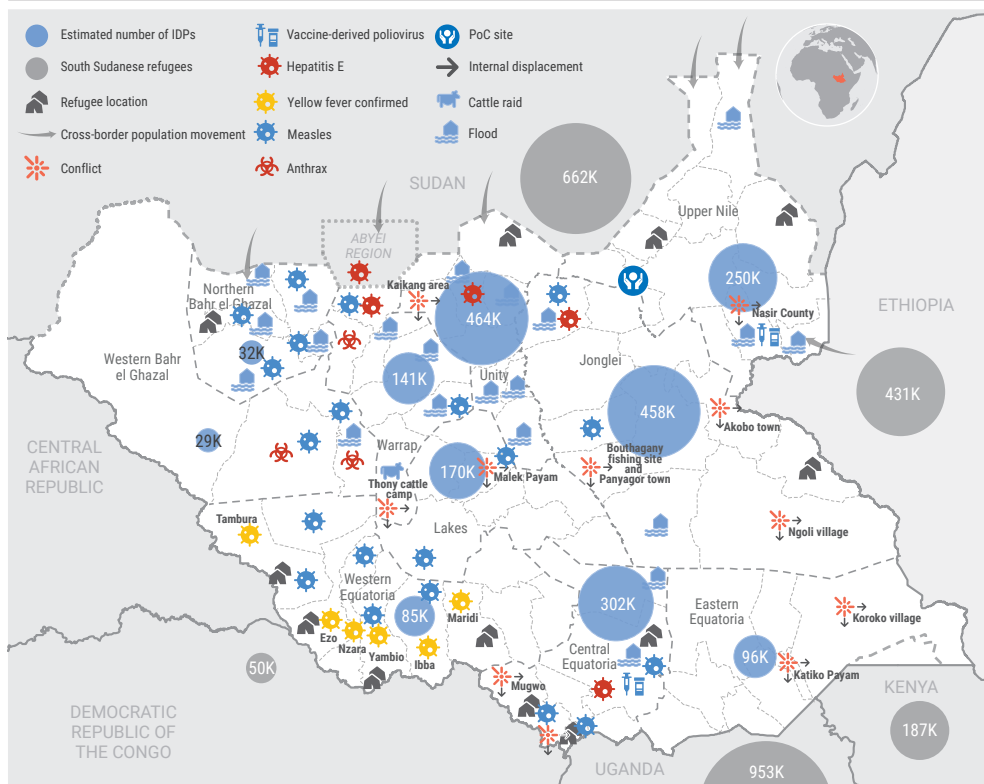 Estimated number of IDPs
South Sudanese refugees
Refugee location
Cross-border population movement
Conflict
Vaccine-derived poliovirus
Hepatitis E
Yellow fever confirmed
Measles
Anthrax
PoC site
Internal displacement
Cattle raid
Flood
SUDAN
662K
Upper Nile
ABYEI
REGION
Kaikang area
Northern
Bahr el Ghazal
464K
250K
Nasir County
ETHIOPIA
Western Bahr
el Ghazal
32K
141K
Unity
Jonglei
431K
458K
Akobo town
29K
CENTRAL
AFRICAN
REPUBLIC
Warrap
170K
Malek Payam
Bouthagany
fishing site
and
Panyagor town
Thony cattle
camp
Tambura
Lakes
Ngoli village
Western
Equatoria
85K
Maridi
302K
Eastern
Equatoria
Koroko village
Ezo
Nzara
Yambio
Ibba
Central
Equatoria
96K
Katiko Payam
50K
Mugwo
KENYA
187K
DEMOCRATIC
REPUBLIC OF
THE CONGO
UGANDA
953K